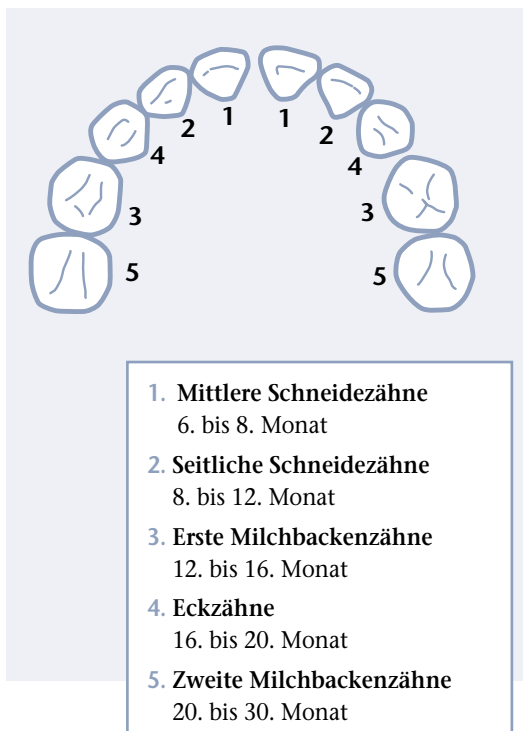 1 1
2 2
4 4
3 3
5 5
1. Mittlere Schneidezähne
6. bis 8. Monat
2. Seitliche Schneidezähne
8. bis 12. Monat
3. Erste Milchbackenzähne
12. bis 16. Monat
4. Eckzähne
16. bis 20. Monat
5. Zweite Milchbackenzähne
20. bis 30. Monat